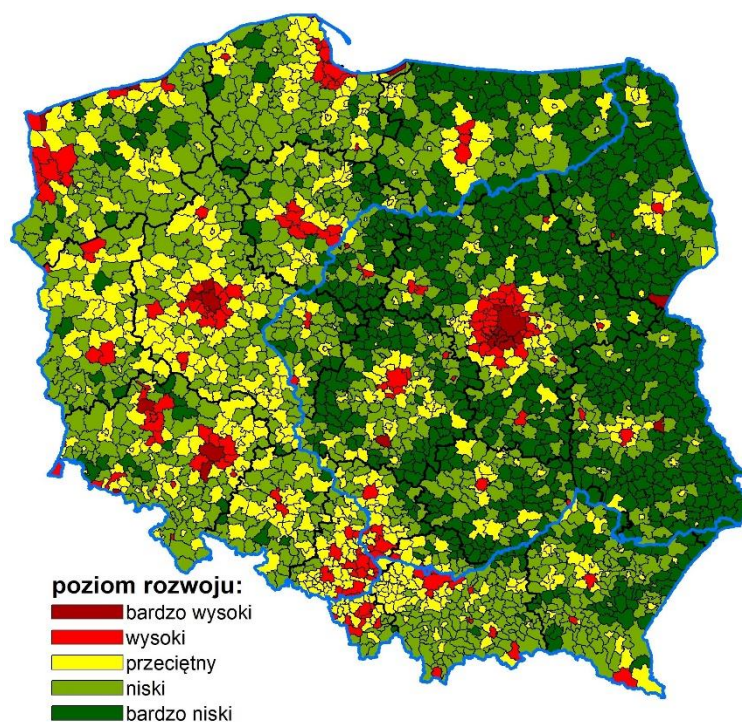 poziom rozwoju:
bardzo wysoki
wysoki
przeciętny
niski
bardzo niski